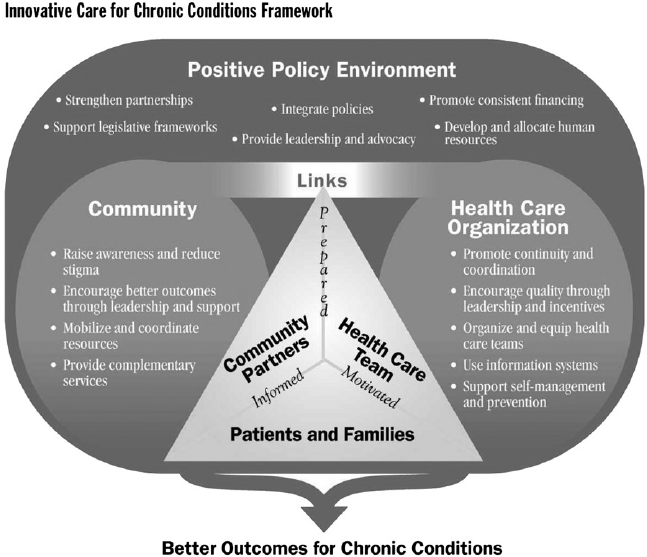 Innovative Care for Chronic Conditions Framework
Positive Policy Environment
• Strengthen partnerships
• Support legislative frameworks
• Integrate policies
• Provide leadership and advocacy
• Promote consistent financing
• Develop and allocate human
resources
Links
Community
• Raise awareness and reduce
stigma
• Encourage better outcomes
through leadership and support
• Mobilize and coordinate
resources
• Provide complementary
services
Prepared
Community
Partners
Informed
Health Care
Team
Motivated
Patients and Families
Health Care
Organization
• Promote continuity and
coordination
• Encourage quality through
leadership and incentives
• Organize and equip health
care teams
• Use information systems
• Support self-management
and prevention
Better Outcomes for Chronic Conditions